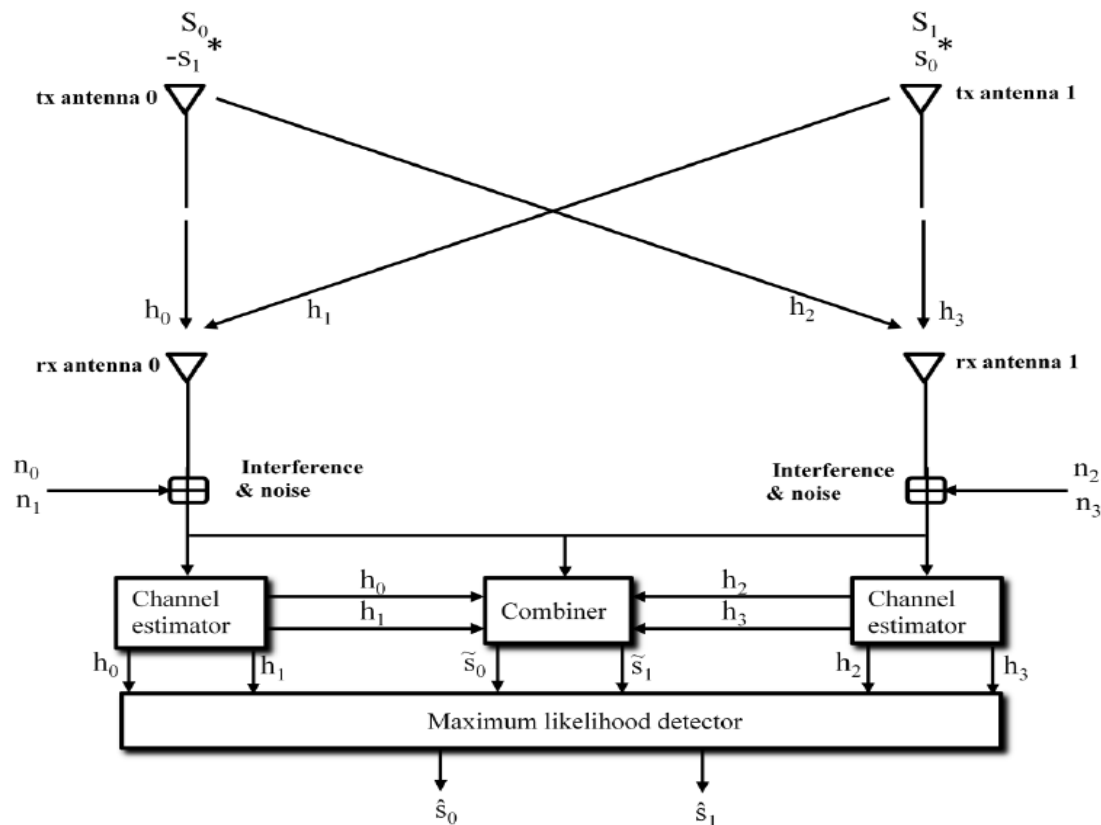 S₀ S₁
-s₁* s₀*
tx antenna 0 tx antenna 1
h₀ h₁ h₂ h₃
rx antenna 0 rx antenna 1
n₀ Interference Interference n₂
n₁ & noise & noise n₃
h₀ h₂
Channel estimator Combiner Channel estimator
h₁ h₃
h₀ h₁ s̃₀ s̃₁ h₂ h₃
Maximum likelihood detector
ŝ₀ ŝ₁